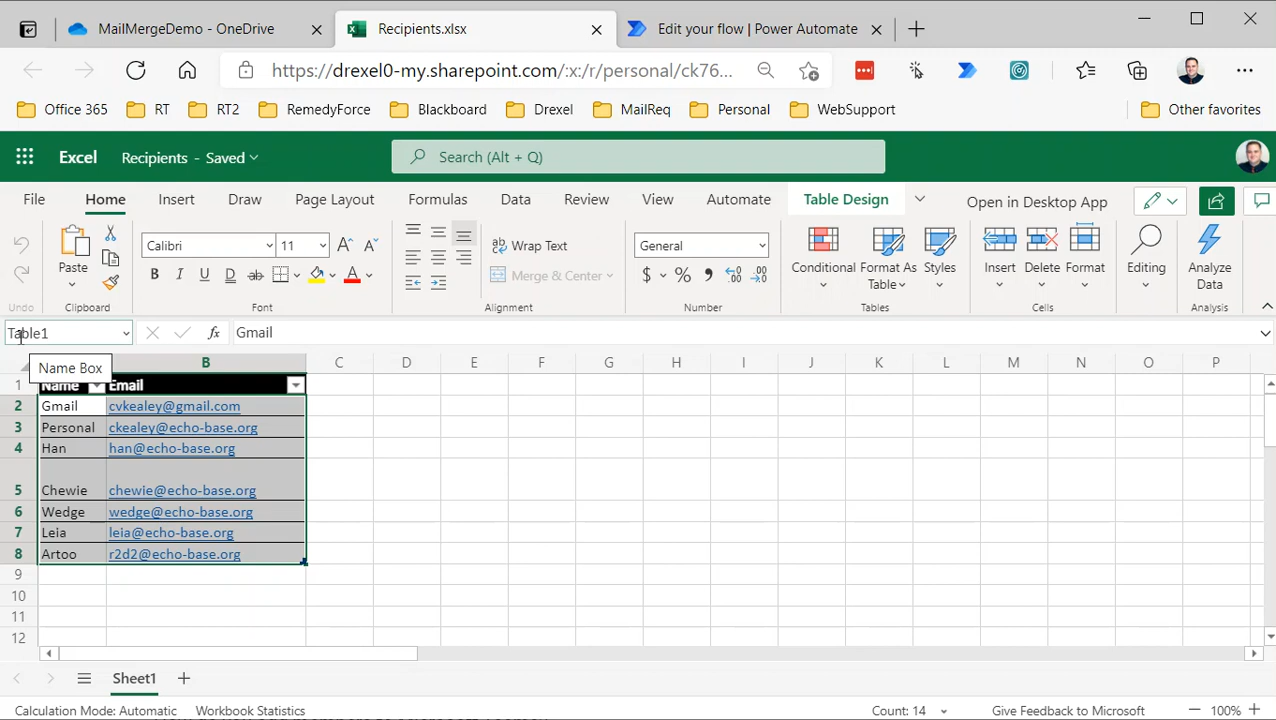 MailMergeDemo - OneDrive
Recipients.xlsx
Edit your flow | Power Automate
https://drexel0-my.sharepoint.com/:x:/r/personal/ck76...
Office 365 RT RT2 RemedyForce Blackboard Drexel MailReq Personal WebSupport Other favorites
Excel Recipients - Saved Search (Alt + Q)
File Home Insert Draw Page Layout Formulas Data Review View Automate Table Design Open in Desktop App
Paste Calibri 11 Wrap Text General
Merge & Center
Conditional Format As Table Styles Insert Delete Format Editing Analyze Data
Undo Clipboard Font Alignment Number Tables Cells Analysis
Table1 fx Gmail
Name Box
B C D E F G H I J K L M N O P
1 Name Email
2 Gmail cvkealey@gmail.com
3 Personal ckealey@echo-base.org
4 Han han@echo-base.org
5 Chewie chewie@echo-base.org
6 Wedge wedge@echo-base.org
7 Leia leia@echo-base.org
8 Artoo r2d2@echo-base.org
9
10
11
12
Sheet1
Calculation Mode: Automatic Workbook Statistics Count: 14 Give Feedback to Microsoft 100%